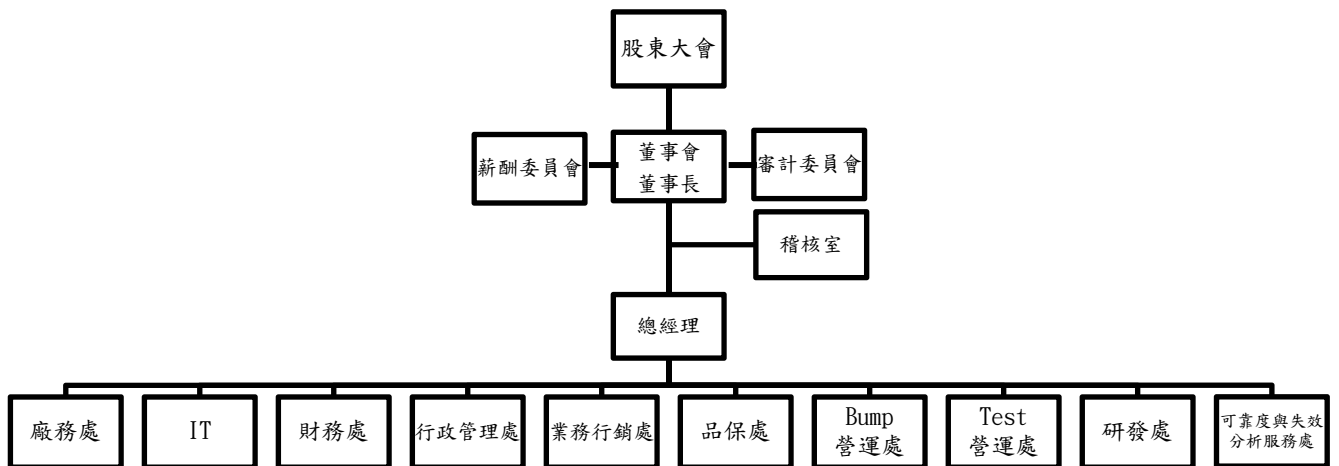 股東大會
薪酬委員會
董事會
董事長
審計委員會
稽核室
總經理
廠務處
IT
財務處
行政管理處
業務行銷處
品保處
Bump
營運處
Test
營運處
研發處
可靠度與失效
分析服務處